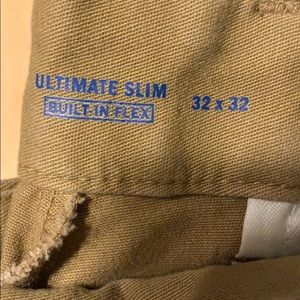 ULTIMATE SLIM
BUILT-IN FLEX
32 x 32